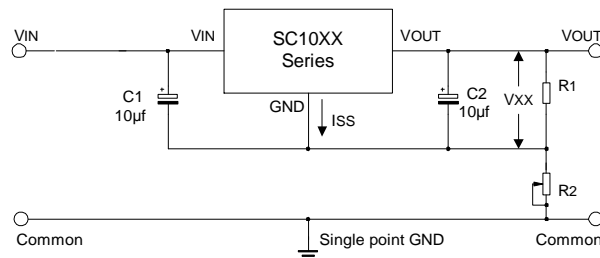 VIN
VIN
SC10XX
Series
VOUT
VOUT
C1
10µf
GND
ISS
C2
10µf
VXX
R1
R2
Common
Single point GND
Common